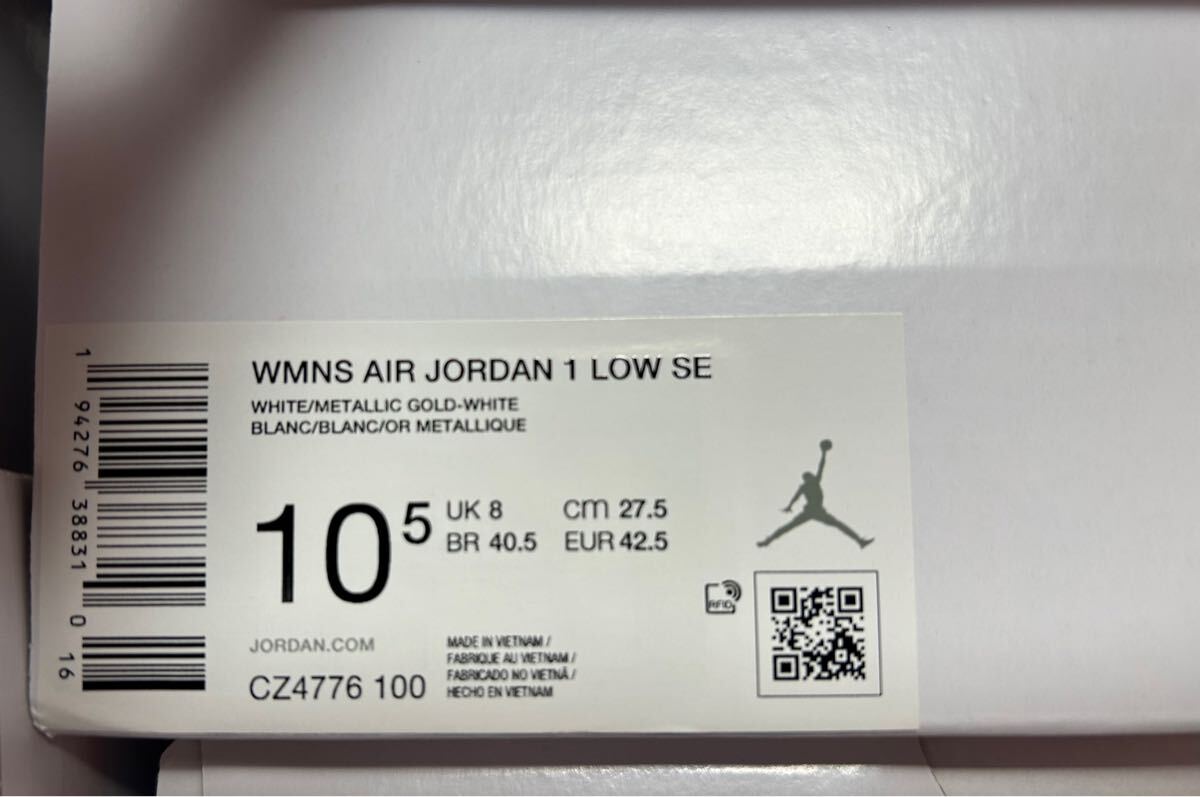 WMNS AIR JORDAN 1 LOW SE
WHITE/METALLIC GOLD-WHITE
BLANC/BLANC/OR METALLIQUE
10⁵
UK 8 cm 27.5
BR 40.5 EUR 42.5
RFID
JORDAN.COM
CZ4776 100
MADE IN VIETNAM /
FABRIQUE AU VIETNAM /
FABRICADO NO VIETNÃ /
HECHO EN VIETNAM
1 94276 38831 0 16